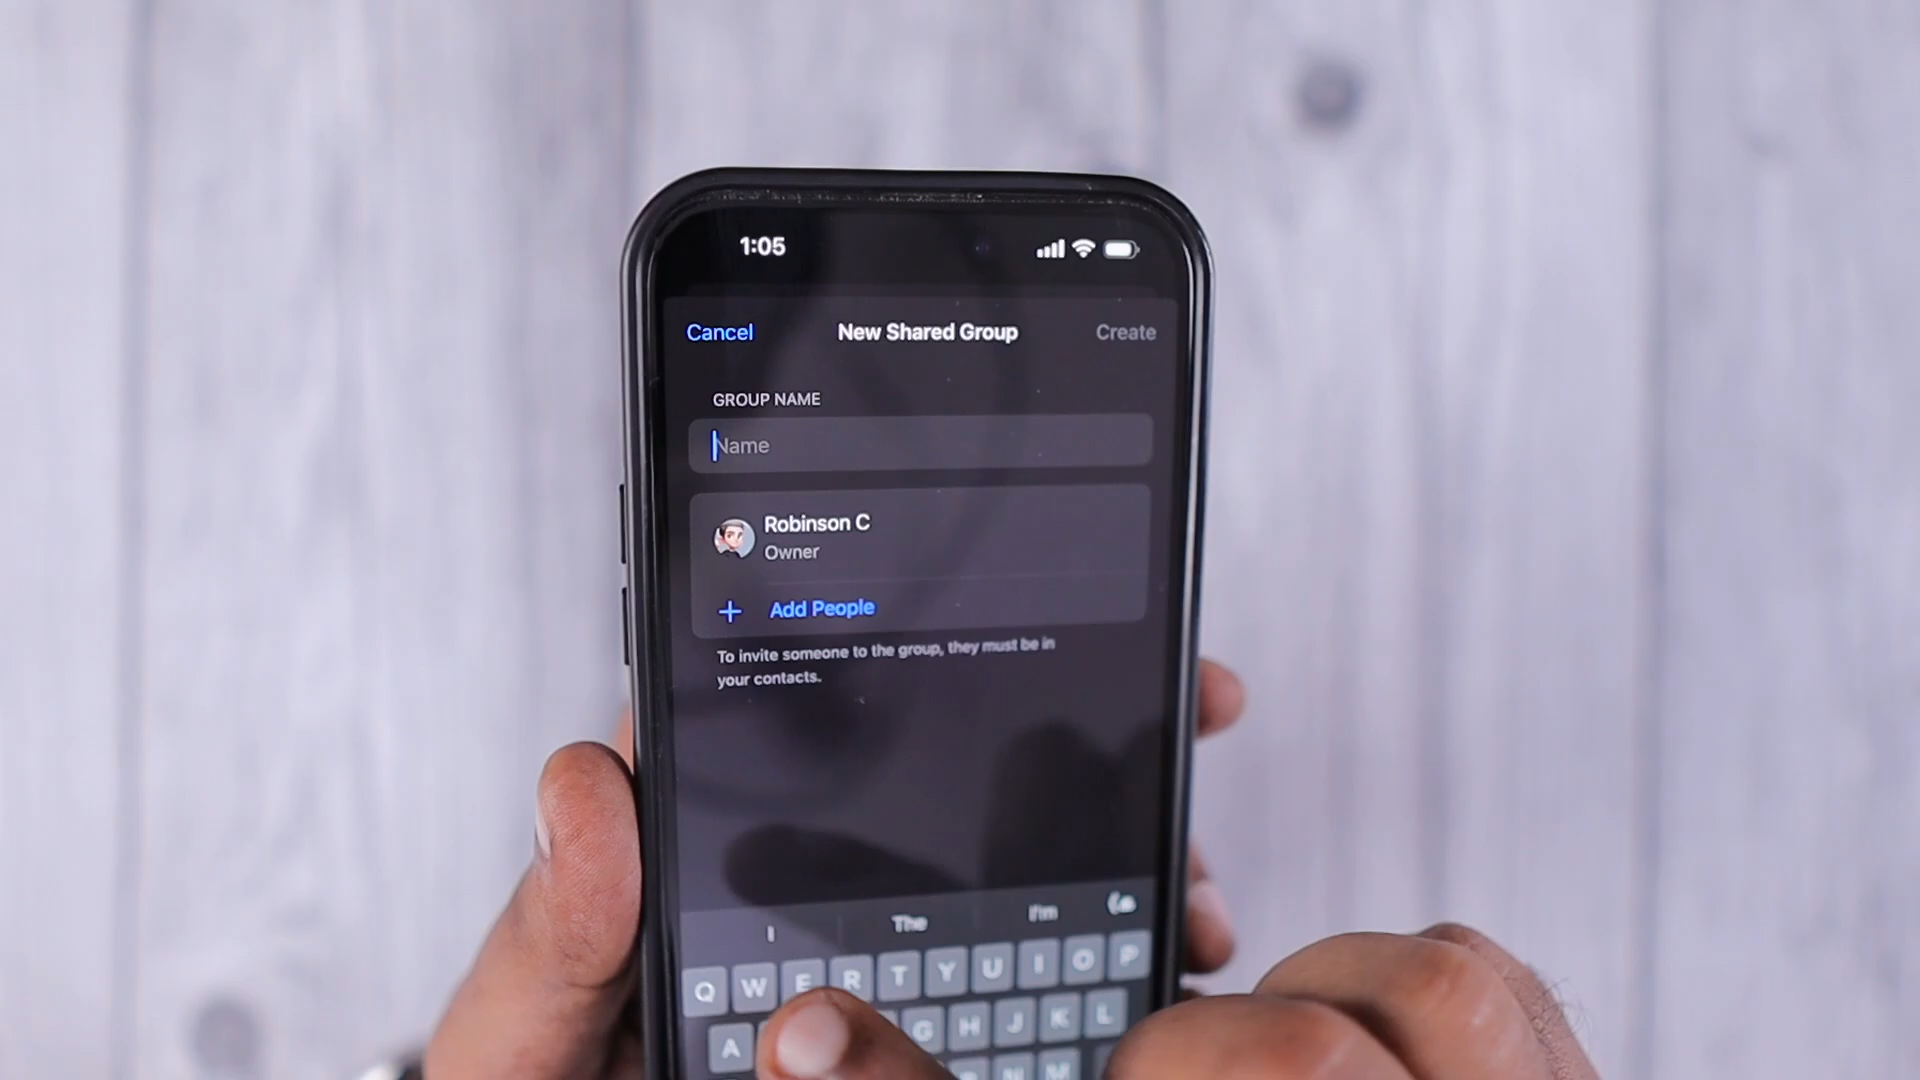 1:05
Cancel New Shared Group Create
GROUP NAME
Name
Robinson C
Owner
+ Add People
To invite someone to the group, they must be in
your contacts.
I The I'm
Q W E R T Y U I O P
A G H J K L
N M